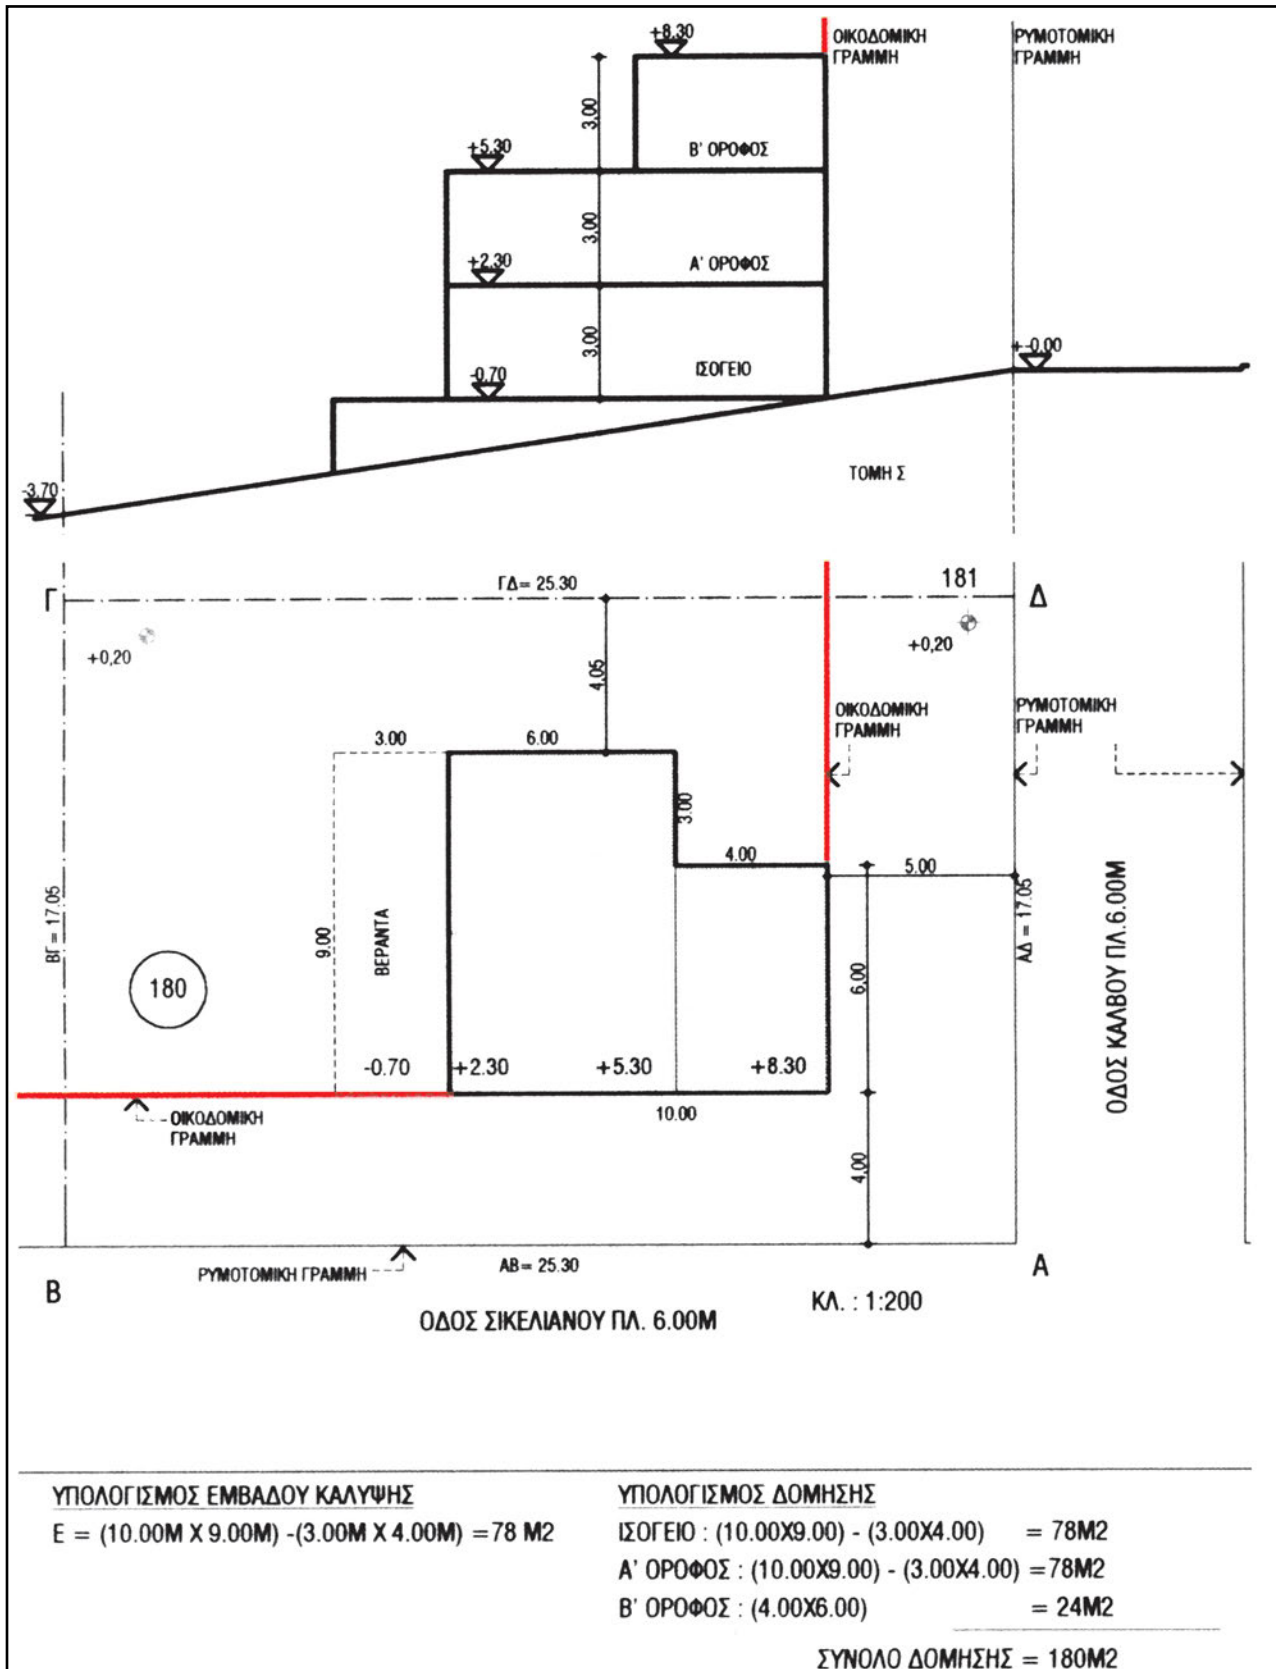 +8.30
ΟΙΚΟΔΟΜΙΚΗ
ΓΡΑΜΜΗ
ΡΥΜΟΤΟΜΙΚΗ
ΓΡΑΜΜΗ
3.00
Β' ΟΡΟΦΟΣ
+5.30
3.00
Α' ΟΡΟΦΟΣ
+2.30
3.00
ΙΣΟΓΕΙΟ
+-0.00
-0.70
ΤΟΜΗ Σ
-3.70
Γ
ΓΔ= 25.30
181
Δ
+0,20
+0,20
4.05
ΟΙΚΟΔΟΜΙΚΗ
ΓΡΑΜΜΗ
ΡΥΜΟΤΟΜΙΚΗ
ΓΡΑΜΜΗ
3.00
6.00
3.00
4.00
5.00
ΒΓ= 17.05
9.00
ΒΕΡΑΝΤΑ
6.00
ΑΔ = 17.05
ΟΔΟΣ ΚΑΛΒΟΥ ΠΛ.6.00Μ
180
-0.70
+2.30
+5.30
+8.30
10.00
ΟΙΚΟΔΟΜΙΚΗ
ΓΡΑΜΜΗ
4.00
ΡΥΜΟΤΟΜΙΚΗ ΓΡΑΜΜΗ
ΑΒ= 25.30
Β
Α
ΟΔΟΣ ΣΙΚΕΛΙΑΝΟΥ ΠΛ. 6.00Μ
ΚΛ. : 1:200
ΥΠΟΛΟΓΙΣΜΟΣ ΕΜΒΑΔΟΥ ΚΑΛΥΨΗΣ
Ε = (10.00Μ Χ 9.00Μ) -(3.00Μ Χ 4.00Μ) =78 Μ2
ΥΠΟΛΟΓΙΣΜΟΣ ΔΟΜΗΣΗΣ
ΙΣΟΓΕΙΟ : (10.00Χ9.00) - (3.00Χ4.00) = 78Μ2
Α' ΟΡΟΦΟΣ : (10.00Χ9.00) - (3.00Χ4.00) =78Μ2
Β' ΟΡΟΦΟΣ : (4.00Χ6.00) = 24Μ2
ΣΥΝΟΛΟ ΔΟΜΗΣΗΣ = 180Μ2